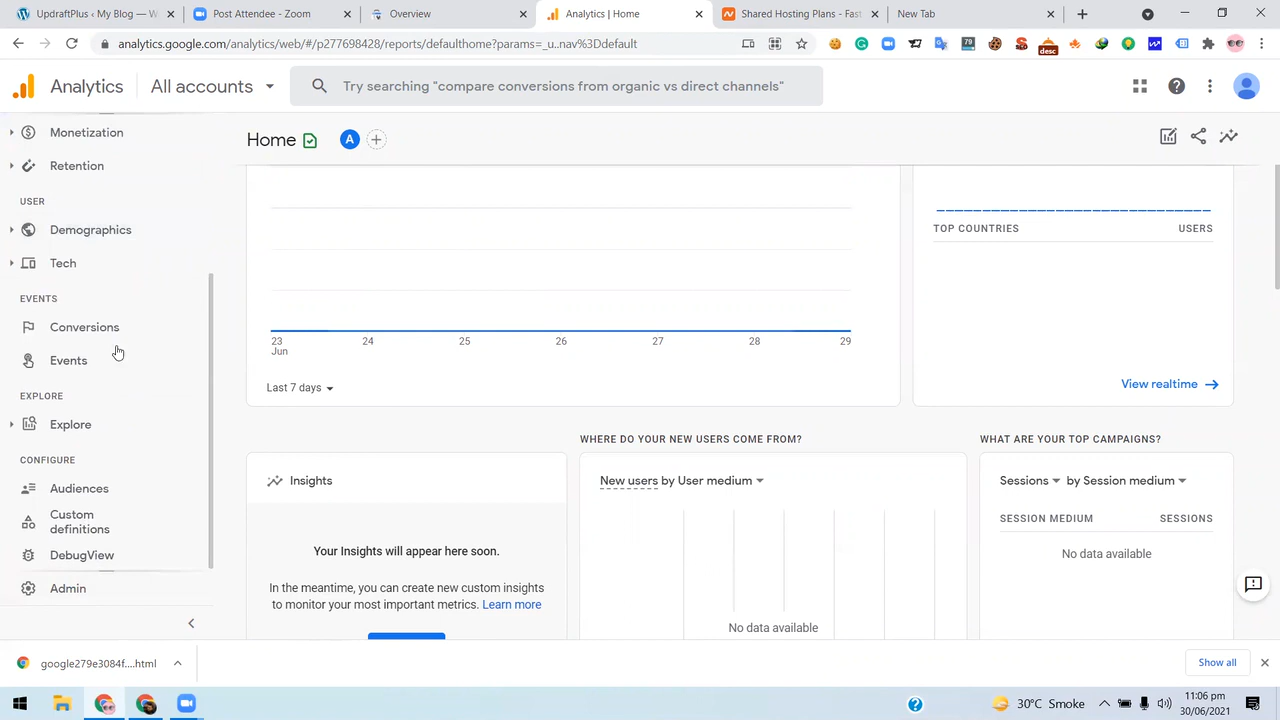 UpdraftPlus ‹ My Blog —
Post Attendee - Zoom
Overview
Analytics | Home
Shared Hosting Plans - Fast
New Tab
analytics.google.com/analytics/web/#/p277
428/reports/defaulthome?params=_u..nav%3Ddefault
79
desc
Analytics
All accounts
Try searching "compare conversions from organic vs direct channels"
Monetization
Retention
USER
Demographics
Tech
EVENTS
Conversions
Events
EXPLORE
Explore
CONFIGURE
Audiences
Custom
definitions
DebugView
Admin
Home
A
23
Jun
24
25
26
27
28
29
Last 7 days
TOP COUNTRIES
USERS
View realtime
Insights
Your Insights will appear here soon.
In the meantime, you can create new custom insights
to monitor your most important metrics. Learn more
WHERE DO YOUR NEW USERS COME FROM?
New users by User medium
No data available
WHAT ARE YOUR TOP CAMPAIGNS?
Sessions by Session medium
SESSION MEDIUM
SESSIONS
No data available
google279e3084f....html
Show all
30°C Smoke
11:06 pm
30/06/2021